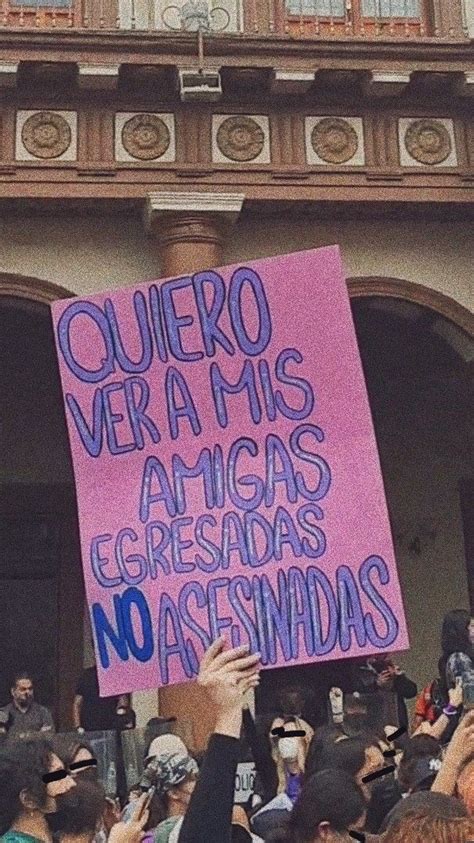 QUIERO
VER A MIS
AMIGAS
EGRESADAS
NO ASESINADAS